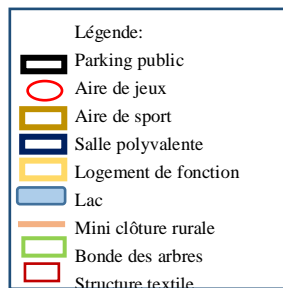 Légende:
Parking public
Aire de jeux
Aire de sport
Salle polyvalente
Logement de fonction
Lac
Mini clôture rurale
Bonde des arbres
Structure textile